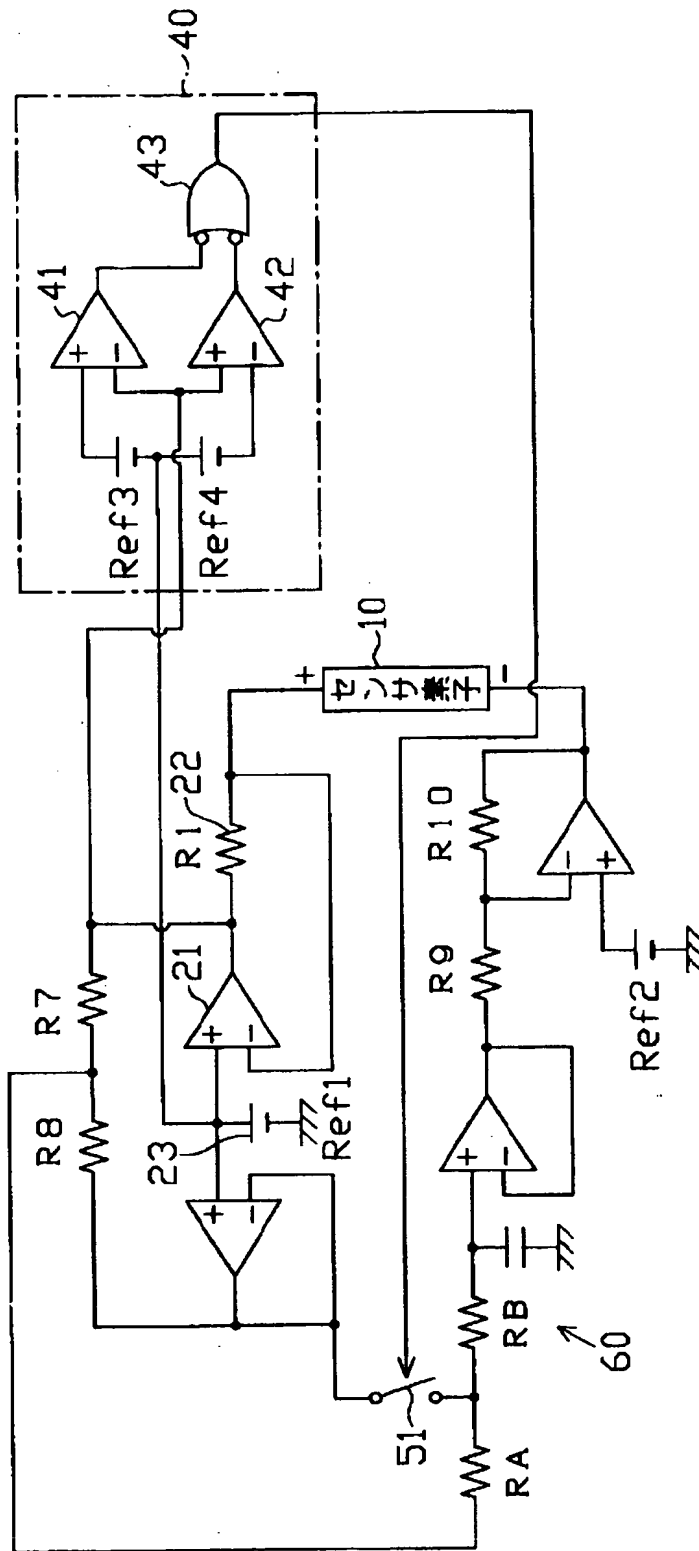 40
43
41
42
+
−
+
−
Ref3
Ref4
10
+
センサ素子
−
22
R1
R7
R8
21
+
−
+
−
23
Ref1
R10
R9
−
+
Ref2
+
−
51
RB
RA
60